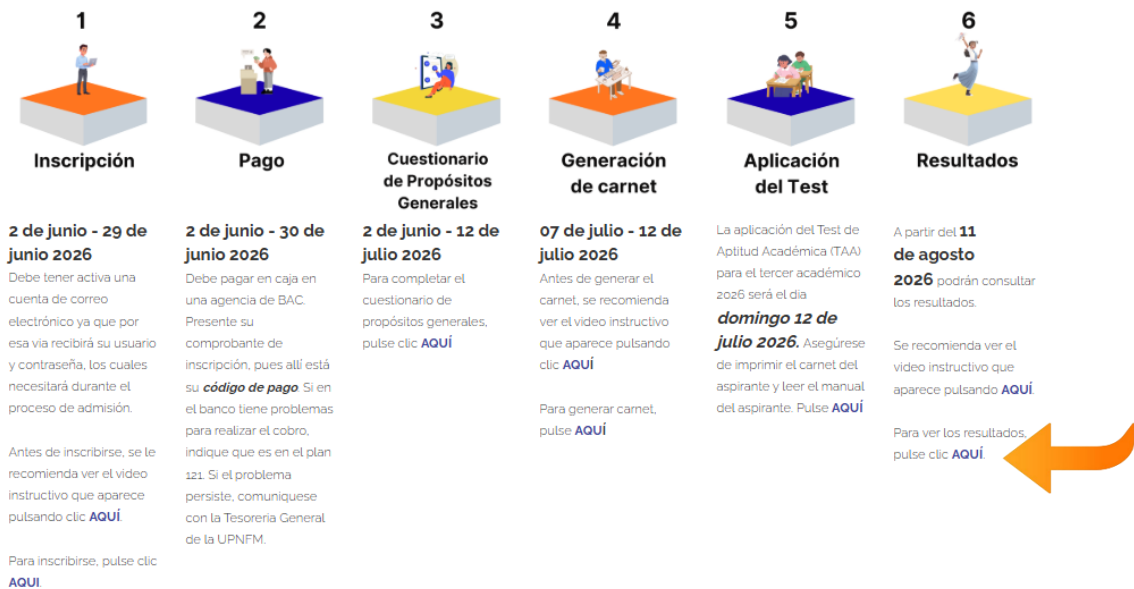 1
Inscripción
2 de junio - 29 de
junio 2026
Debe tener activa una
cuenta de correo
electrónico ya que por
esa via recibirá su usuario
y contraseña, los cuales
necesitará durante el
proceso de admisión.
Antes de inscribirse, se le
recomienda ver el video
instructivo que aparece
pulsando clic AQUÍ.
Para inscribirse, pulse clic
AQUI.
2
Pago
2 de junio - 30 de
junio 2026
Debe pagar en caja en
una agencia de BAC.
Presente su
comprobante de
inscripción, pues allí está
su código de pago. Si en
el banco tiene problemas
para realizar el cobro,
indique que es en el plan
121. Si el problema
persiste, comuniquese
con la Tesoreria General
de la UPNFM.
3
Cuestionario
de Propósitos
Generales
2 de junio - 12 de
julio 2026
Para completar el
cuestionario de
propósitos generales,
pulse clic AQUÍ
4
Generación
de carnet
07 de julio - 12 de
julio 2026
Antes de generar el
carnet, se recomienda
ver el video instructivo
que aparece pulsando
clic AQUÍ
Para generar carnet,
pulse AQUÍ
5
Aplicación
del Test
La aplicación del Test de
Aptitud Académica (TAA)
para el tercer académico
2026 será el dia
domingo 12 de
julio 2026. Asegúrese
de imprimir el carnet del
aspirante y leer el manual
del aspirante. Pulse AQUÍ
6
Resultados
A partir del 11
de agosto
2026 podrán consultar
los resultados.
Se recomienda ver el
video instructivo que
aparece pulsando AQUÍ.
Para ver los resultados,
pulse clic AQUÍ.